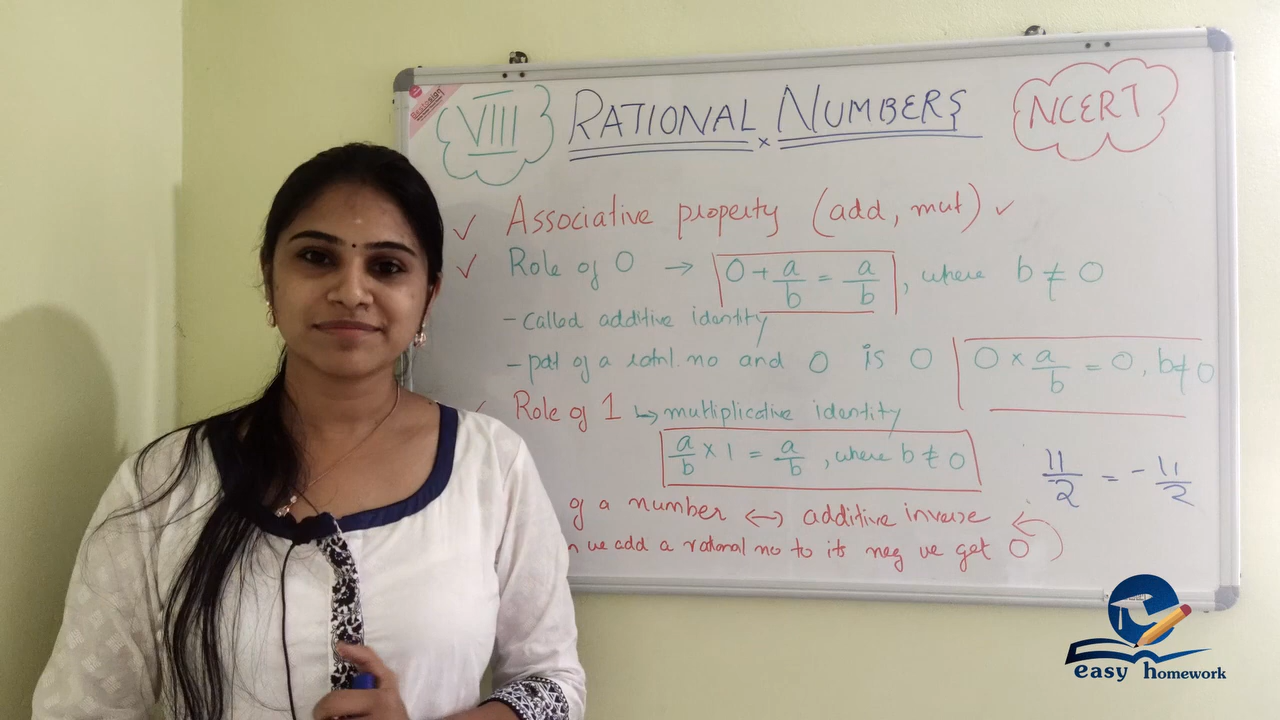 VIII RATIONAL NUMBERS NCERT
Associative property (add, mut)
Role of 0 → 0 + a/b = a/b, where b ≠ 0
- called additive identity
- pdt of a ratnl. no and 0 is 0
0 × a/b = 0, b ≠ 0
Role of 1 ↳ multiplicative identity
a/b × 1 = a/b, where b ≠ 0
11/2 = -11/2
of a number ↔ additive inverse
we add a rational no to its neg we get 0
easy homework